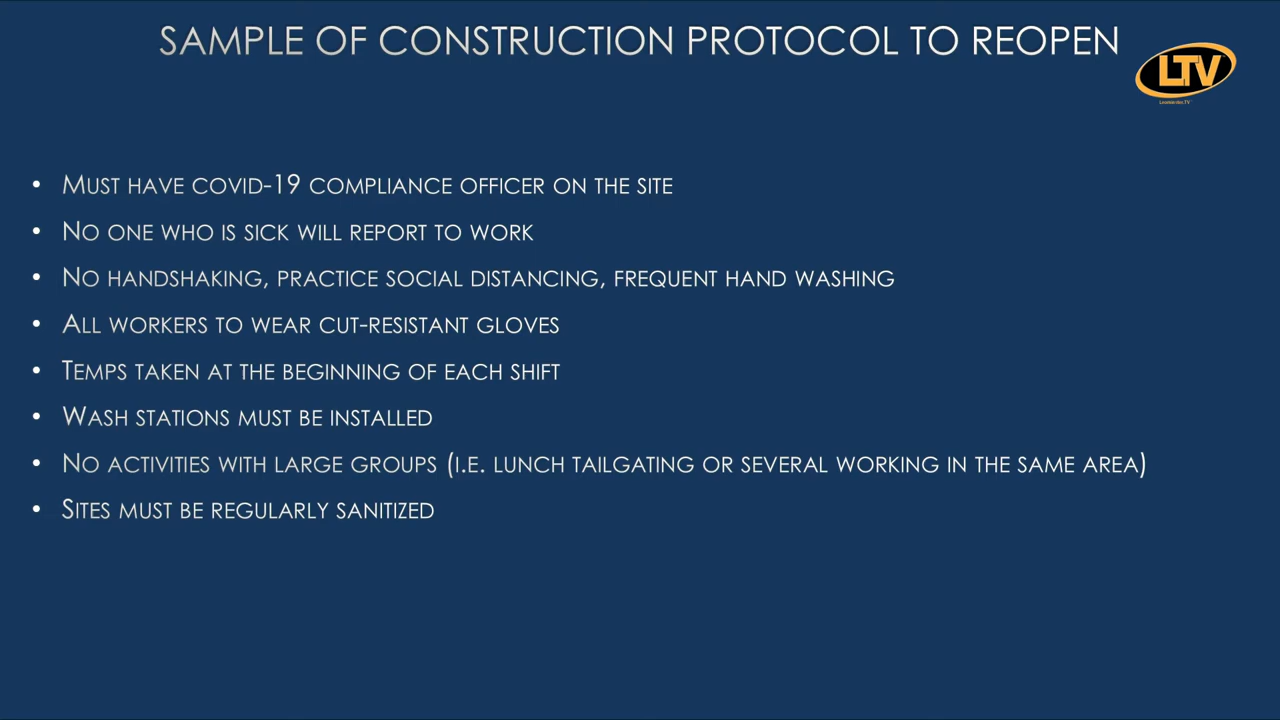 SAMPLE OF CONSTRUCTION PROTOCOL TO REOPEN
LTV
• MUST HAVE COVID-19 COMPLIANCE OFFICER ON THE SITE
• NO ONE WHO IS SICK WILL REPORT TO WORK
• NO HANDSHAKING, PRACTICE SOCIAL DISTANCING, FREQUENT HAND WASHING
• ALL WORKERS TO WEAR CUT-RESISTANT GLOVES
• TEMPS TAKEN AT THE BEGINNING OF EACH SHIFT
• WASH STATIONS MUST BE INSTALLED
• NO ACTIVITIES WITH LARGE GROUPS (I.E. LUNCH TAILGATING OR SEVERAL WORKING IN THE SAME AREA)
• SITES MUST BE REGULARLY SANITIZED